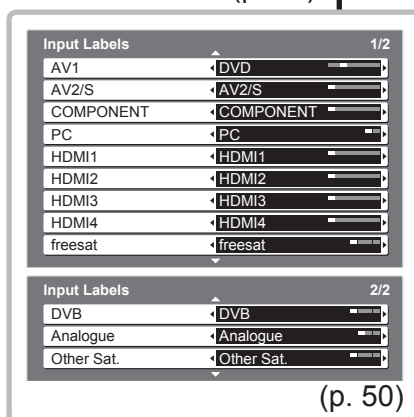 Input Labels 1/2
AV1 DVD
AV2/S AV2/S
COMPONENT COMPONENT
PC PC
HDMI1 HDMI1
HDMI2 HDMI2
HDMI3 HDMI3
HDMI4 HDMI4
freesat freesat
Input Labels 2/2
DVB DVB
Analogue Analogue
Other Sat. Other Sat.
(p. 50)